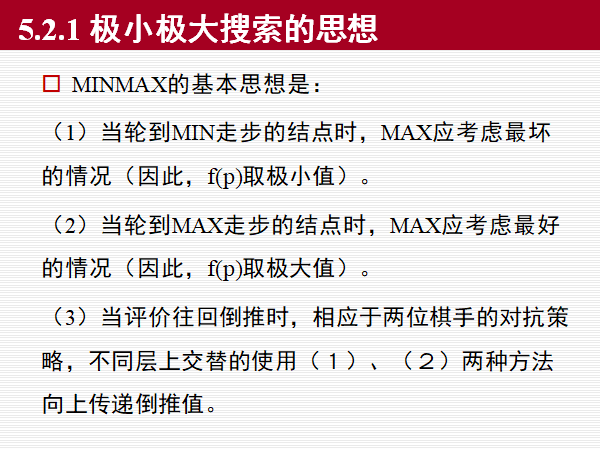 5.2.1 极小极大搜索的思想
MINMAX的基本思想是：
（1）当轮到MIN走步的结点时，MAX应考虑最坏
的情况（因此，f(p)取极小值）。
（2）当轮到MAX走步的结点时，MAX应考虑最好
的情况（因此，f(p)取极大值）。
（3）当评价往回倒推时，相应于两位棋手的对抗策
略，不同层上交替的使用（１）、（２）两种方法
向上传递倒推值。